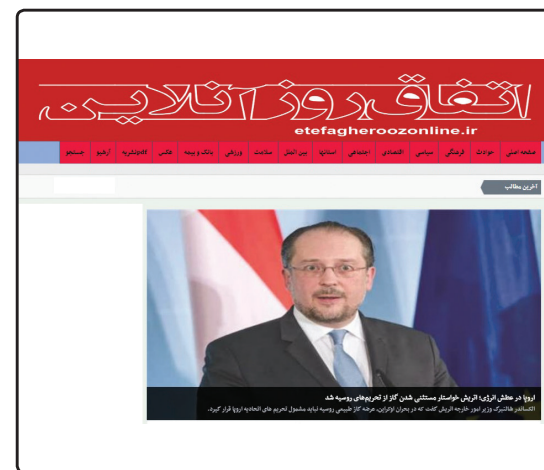 اتفاق روز آنلاین
etefagheroozonline.ir
صفحه اصلی حوادث فرهنگی سیاسی اقتصادی اجتماعی استانها بین الملل سلامت ورزشی بانک و بیمه عکس pdfنشریه آرشیو جستجو
آخرین مطالب
اروپا در عطش انرژی؛ اتریش خواستار مستثنی شدن گاز از تحریم‌های روسیه شد
الکساندر شالنبرگ وزیر امور خارجه اتریش گفت که در بحران اوکراین، عرضه گاز طبیعی روسیه نباید مشمول تحریم های اتحادیه اروپا قرار گیرد.